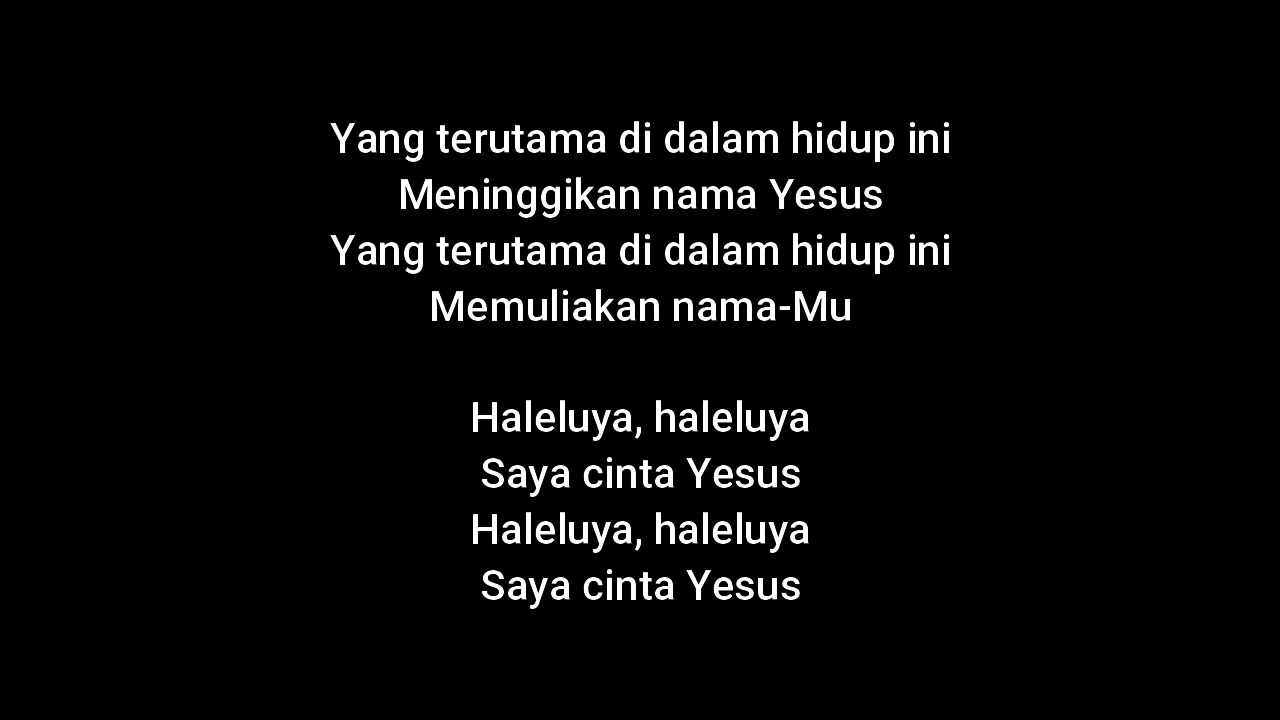 Yang terutama di dalam hidup ini
Meninggikan nama Yesus
Yang terutama di dalam hidup ini
Memuliakan nama-Mu
Haleluya, haleluya
Saya cinta Yesus
Haleluya, haleluya
Saya cinta Yesus